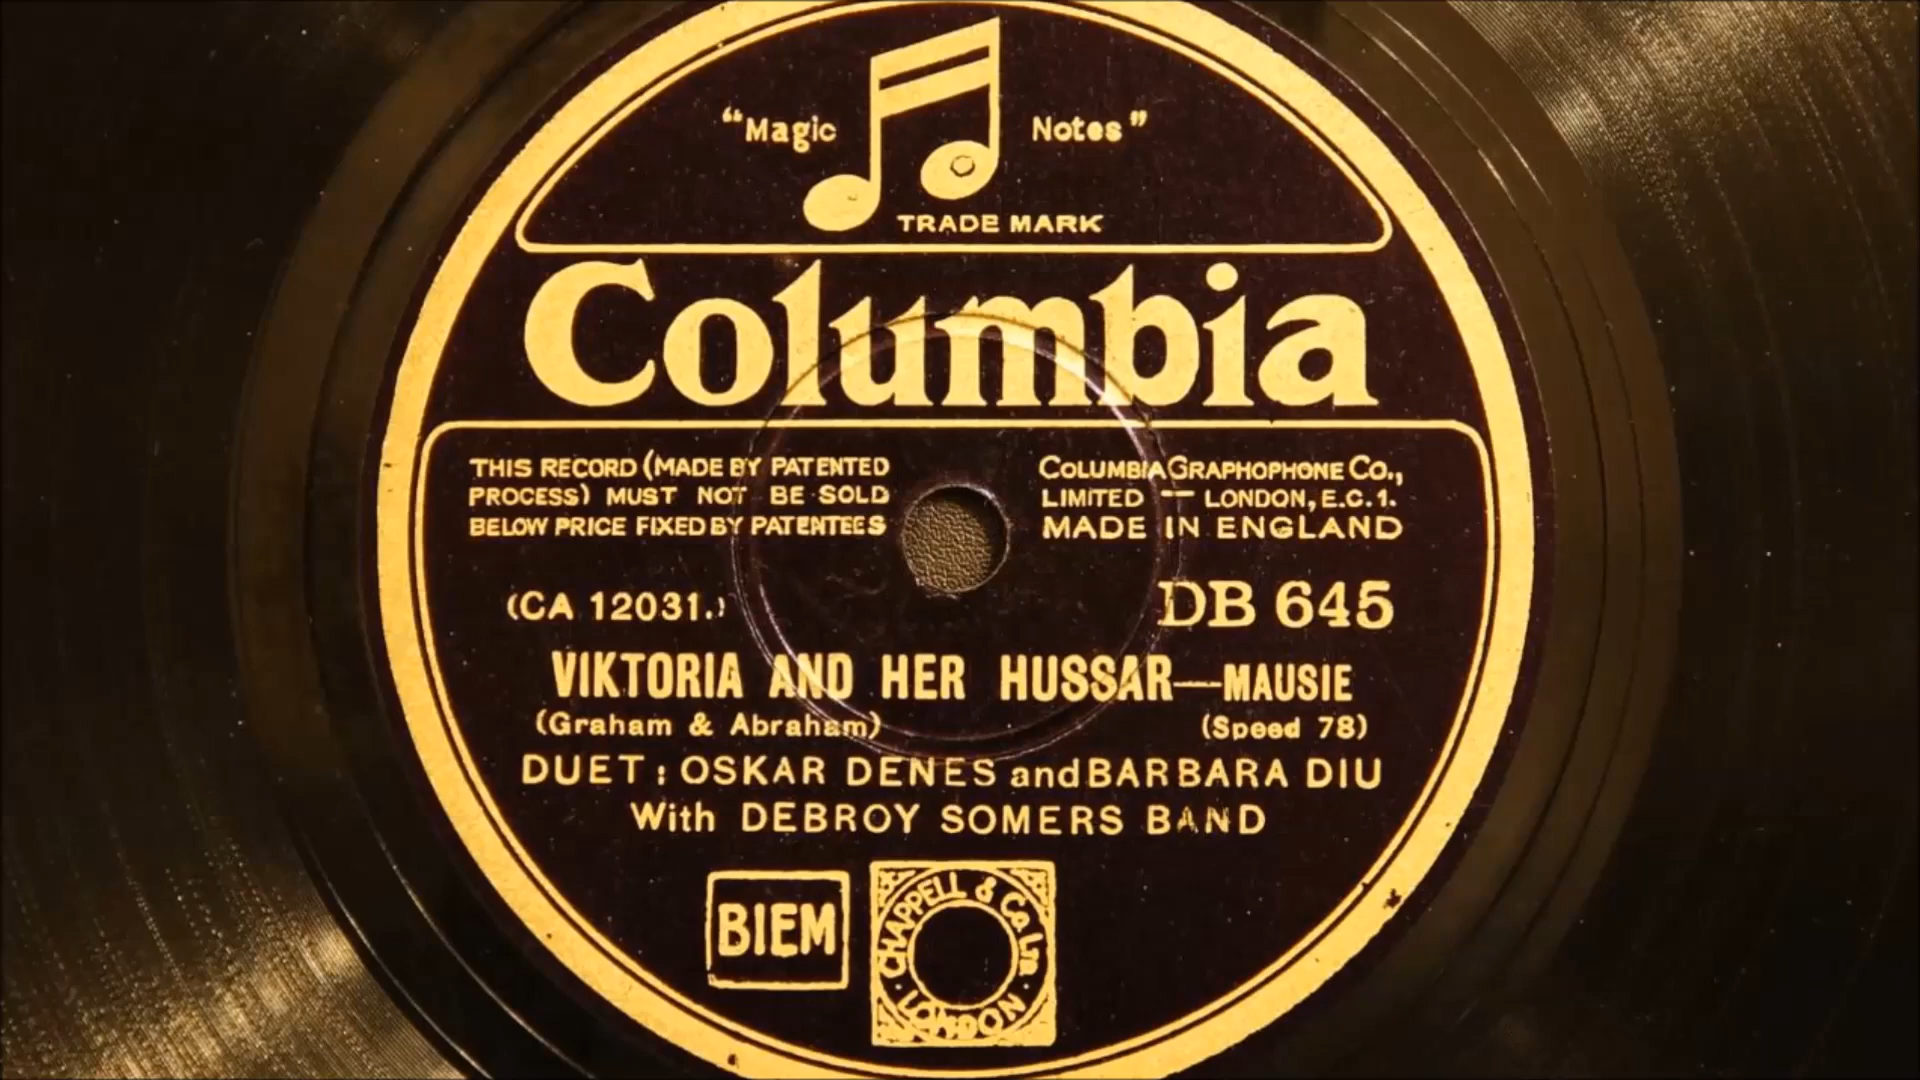 "Magic Notes"
TRADE MARK
Columbia
THIS RECORD (MADE BY PATENTED
PROCESS) MUST NOT BE SOLD
BELOW PRICE FIXED BY PATENTEES
COLUMBIA GRAPHOPHONE CO.,
LIMITED — LONDON, E.C.1.
MADE IN ENGLAND
(CA 12031.)
DB 645
VIKTORIA AND HER HUSSAR—MAUSIE
(Graham & Abraham) (Speed 78)
DUET: OSKAR DENES and BARBARA DIU
With DEBROY SOMERS BAND
BIEM
CHAPPELL & CO LTD
· LONDON ·